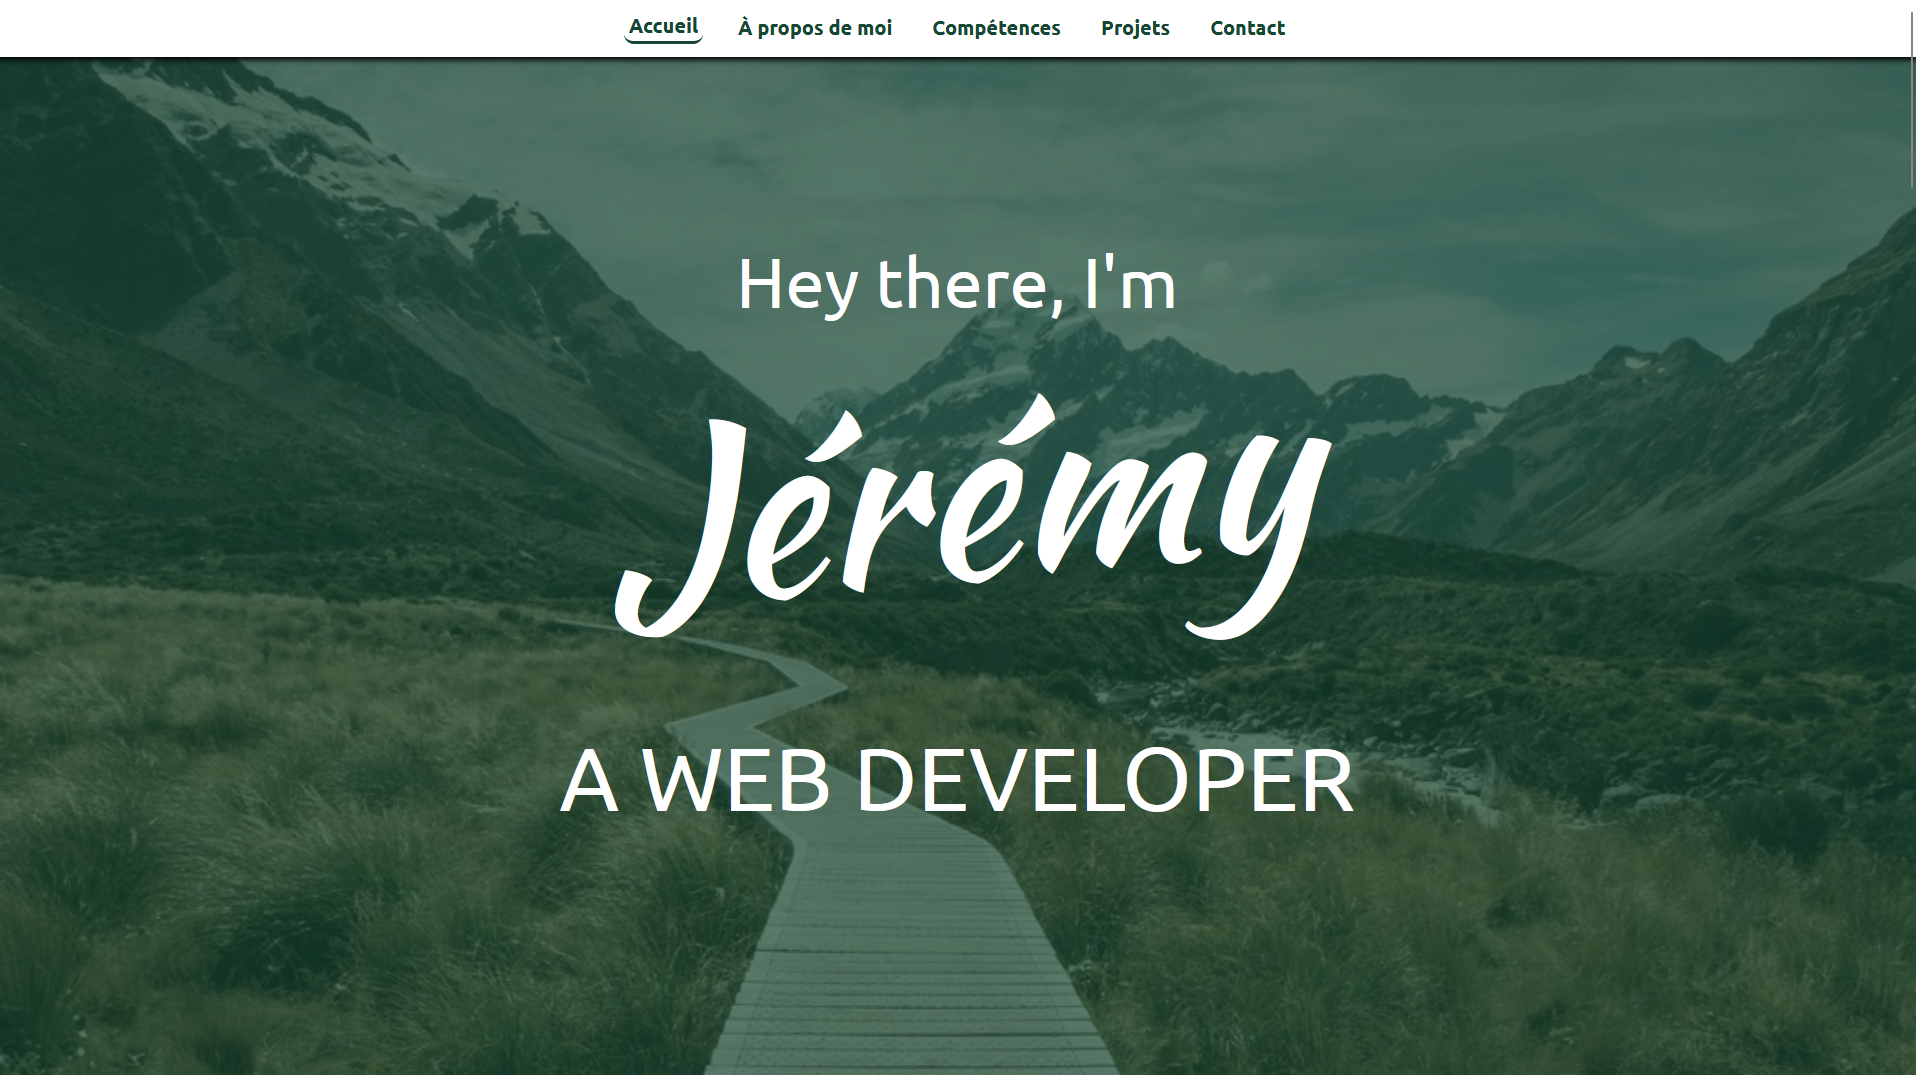 Accueil À propos de moi Compétences Projets Contact
Hey there, I'm
Jérémy
A WEB DEVELOPER